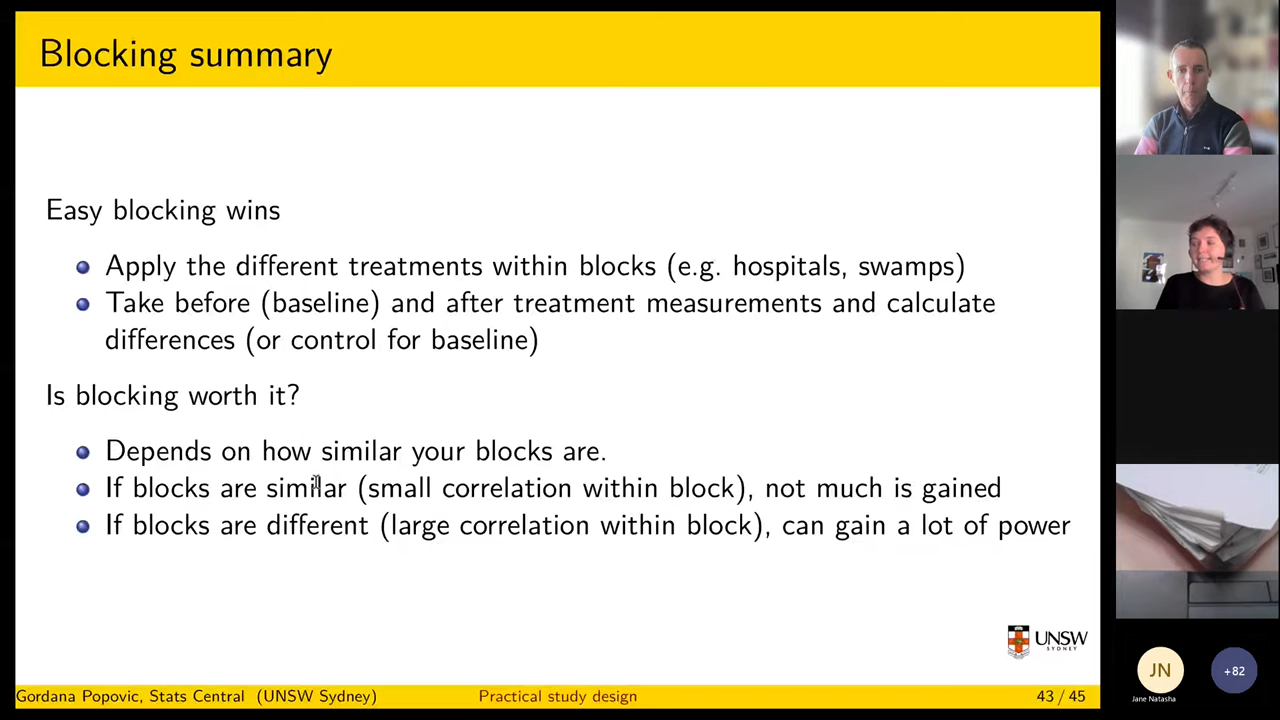 Blocking summary
Easy blocking wins
Apply the different treatments within blocks (e.g. hospitals, swamps)
Take before (baseline) and after treatment measurements and calculate
differences (or control for baseline)
Is blocking worth it?
Depends on how similar your blocks are.
If blocks are similar (small correlation within block), not much is gained
If blocks are different (large correlation within block), can gain a lot of power
UNSW
SYDNEY
Gordana Popovic, Stats Central (UNSW Sydney)
Practical study design
43 / 45
JN
Jane Natasha
+82